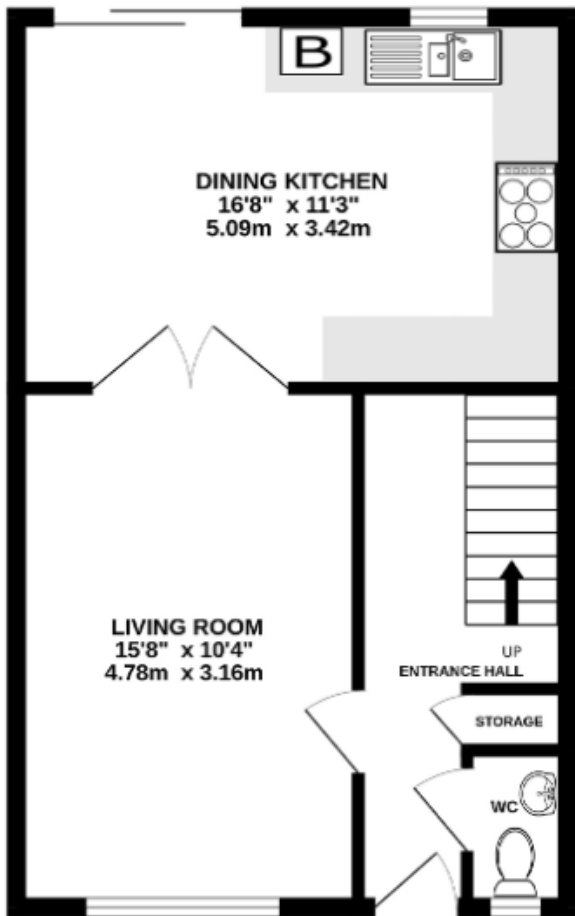 B
DINING KITCHEN
16'8" x 11'3"
5.09m x 3.42m
LIVING ROOM
15'8" x 10'4"
4.78m x 3.16m
UP
ENTRANCE HALL
STORAGE
WC